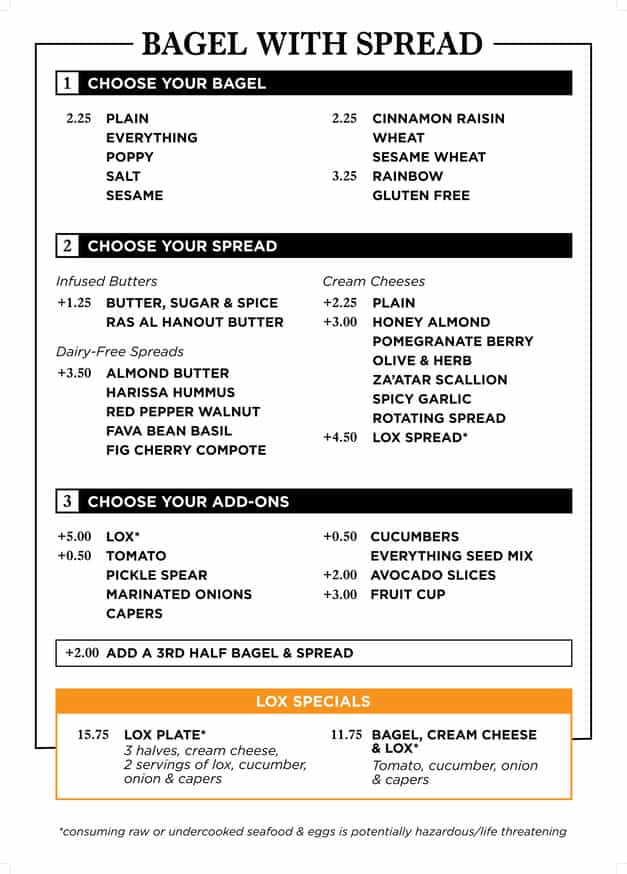 BAGEL WITH SPREAD
1 CHOOSE YOUR BAGEL
2.25 PLAIN
EVERYTHING
POPPY
SALT
SESAME
2.25 CINNAMON RAISIN
WHEAT
SESAME WHEAT
3.25 RAINBOW
GLUTEN FREE
2 CHOOSE YOUR SPREAD
Infused Butters
+1.25 BUTTER, SUGAR & SPICE
RAS AL HANOUT BUTTER
Dairy-Free Spreads
+3.50 ALMOND BUTTER
HARISSA HUMMUS
RED PEPPER WALNUT
FAVA BEAN BASIL
FIG CHERRY COMPOTE
Cream Cheeses
+2.25 PLAIN
+3.00 HONEY ALMOND
POMEGRANATE BERRY
OLIVE & HERB
ZA'ATAR SCALLION
SPICY GARLIC
ROTATING SPREAD
+4.50 LOX SPREAD*
3 CHOOSE YOUR ADD-ONS
+5.00 LOX*
+0.50 TOMATO
PICKLE SPEAR
MARINATED ONIONS
CAPERS
+0.50 CUCUMBERS
EVERYTHING SEED MIX
+2.00 AVOCADO SLICES
+3.00 FRUIT CUP
+2.00 ADD A 3RD HALF BAGEL & SPREAD
LOX SPECIALS
15.75 LOX PLATE*
3 halves, cream cheese,
2 servings of lox, cucumber,
onion & capers
11.75 BAGEL, CREAM CHEESE
& LOX*
Tomato, cucumber, onion
& capers
*consuming raw or undercooked seafood & eggs is potentially hazardous/life threatening